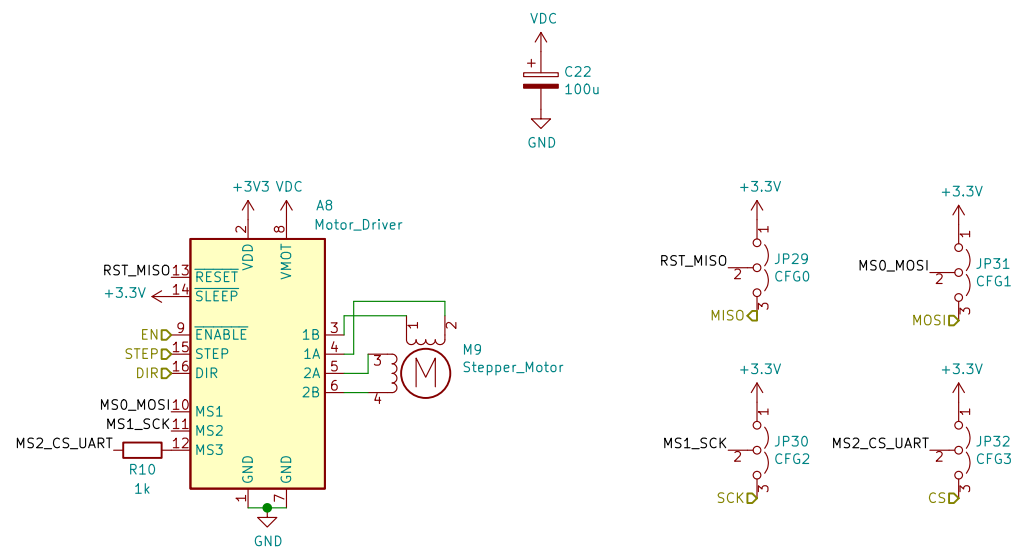 VDC
+
C22
100u
GND
+3V3 VDC
A8
Motor_Driver
2
8
VDD
VMOT
RST_MISO 13 RESET
+3.3V 14 SLEEP
EN 9 ENABLE
STEP 15 STEP
DIR 16 DIR
MS0_MOSI 10 MS1
MS1_SCK 11 MS2
MS2_CS_UART 12 MS3
R10
1k
1B 3
1A 4
2A 5
2B 6
GND
GND
1
7
GND
1
2
3
4
M
M9
Stepper_Motor
+3.3V
1
RST_MISO 2
JP29
CFG0
3
MISO
+3.3V
1
MS0_MOSI 2
JP31
CFG1
3
MOSI
+3.3V
1
MS1_SCK 2
JP30
CFG2
3
SCK
+3.3V
1
MS2_CS_UART 2
JP32
CFG3
3
CS